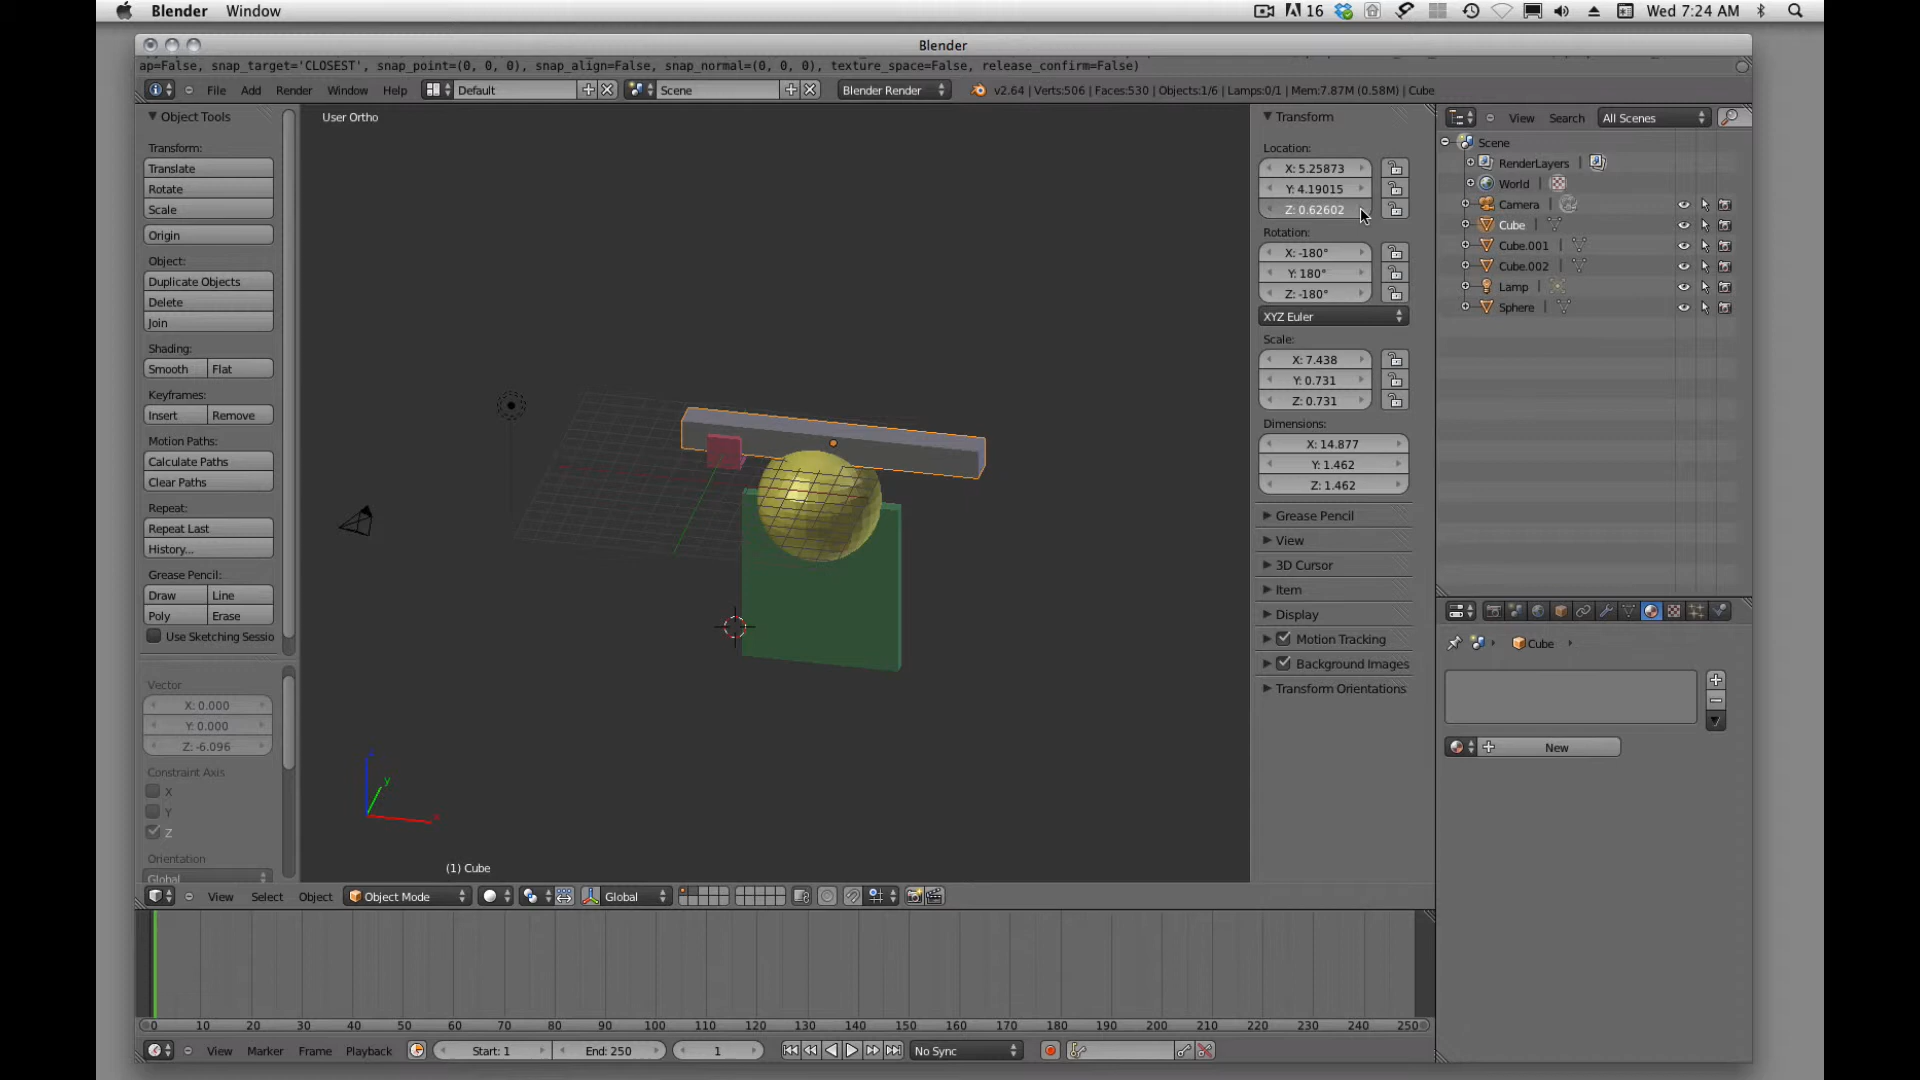 Blender Window 16 Wed 7:24 AM
Blender
ap=False, snap_target='CLOSEST', snap_point=(0, 0, 0), snap_align=False, snap_normal=(0, 0, 0), texture_space=False, release_confirm=False)
File Add Render Window Help Default Scene Blender Render v2.64 | Verts:506 | Faces:530 | Objects:1/6 | Lamps:0/1 | Mem:7.87M (0.58M) | Cube
Object Tools
Transform:
Translate
Rotate
Scale
Origin
Object:
Duplicate Objects
Delete
Join
Shading:
Smooth Flat
Keyframes:
Insert Remove
Motion Paths:
Calculate Paths
Clear Paths
Repeat:
Repeat Last
History...
Grease Pencil:
Draw Line
Poly Erase
Use Sketching Sessio
Vector
X: 0.000
Y: 0.000
Z: -6.096
Constraint Axis
X
Y
Z
Orientation
Global
User Ortho
y
x
(1) Cube
Transform
Location:
X: 5.25873
Y: 4.19015
Z: 0.62602
Rotation:
X: -180°
Y: 180°
Z: -180°
XYZ Euler
Scale:
X: 7.438
Y: 0.731
Z: 0.731
Dimensions:
X: 14.877
Y: 1.462
Z: 1.462
Grease Pencil
View
3D Cursor
Item
Display
Motion Tracking
Background Images
Transform Orientations
View Search All Scenes
Scene
RenderLayers |
World |
Camera |
Cube |
Cube.001 |
Cube.002 |
Lamp |
Sphere |
Cube
New
View Select Object Object Mode Global
0 10 20 30 40 50 60 70 80 90 100 110 120 130 140 150 160 170 180 190 200 210 220 230 240 250
View Marker Frame Playback Start: 1 End: 250 1 No Sync